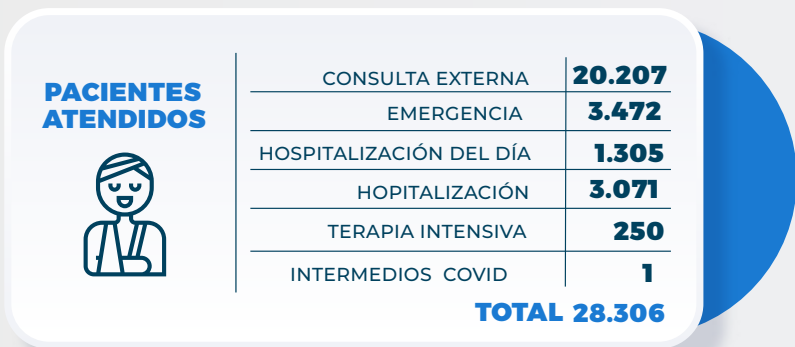 PACIENTES
ATENDIDOS
CONSULTA EXTERNA 20.207
EMERGENCIA 3.472
HOSPITALIZACIÓN DEL DÍA 1.305
HOPITALIZACIÓN 3.071
TERAPIA INTENSIVA 250
INTERMEDIOS COVID 1
TOTAL 28.306